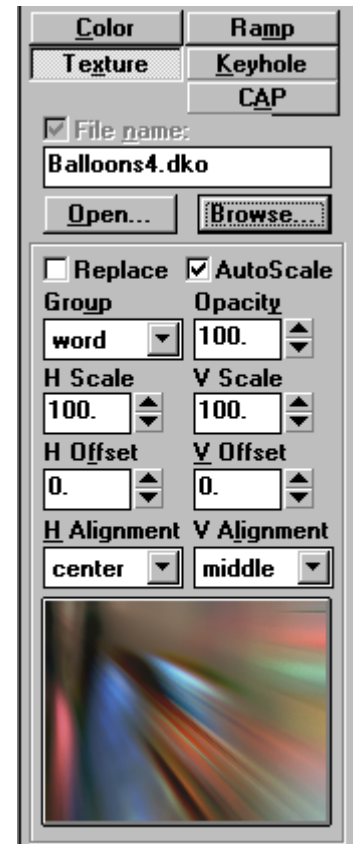 Color Ramp
Texture Keyhole
CAP
File name:
Balloons4.dko
Open... Browse...
Replace AutoScale
Group Opacity
word 100.
H Scale V Scale
100. 100.
H Offset V Offset
0. 0.
H Alignment V Alignment
center middle